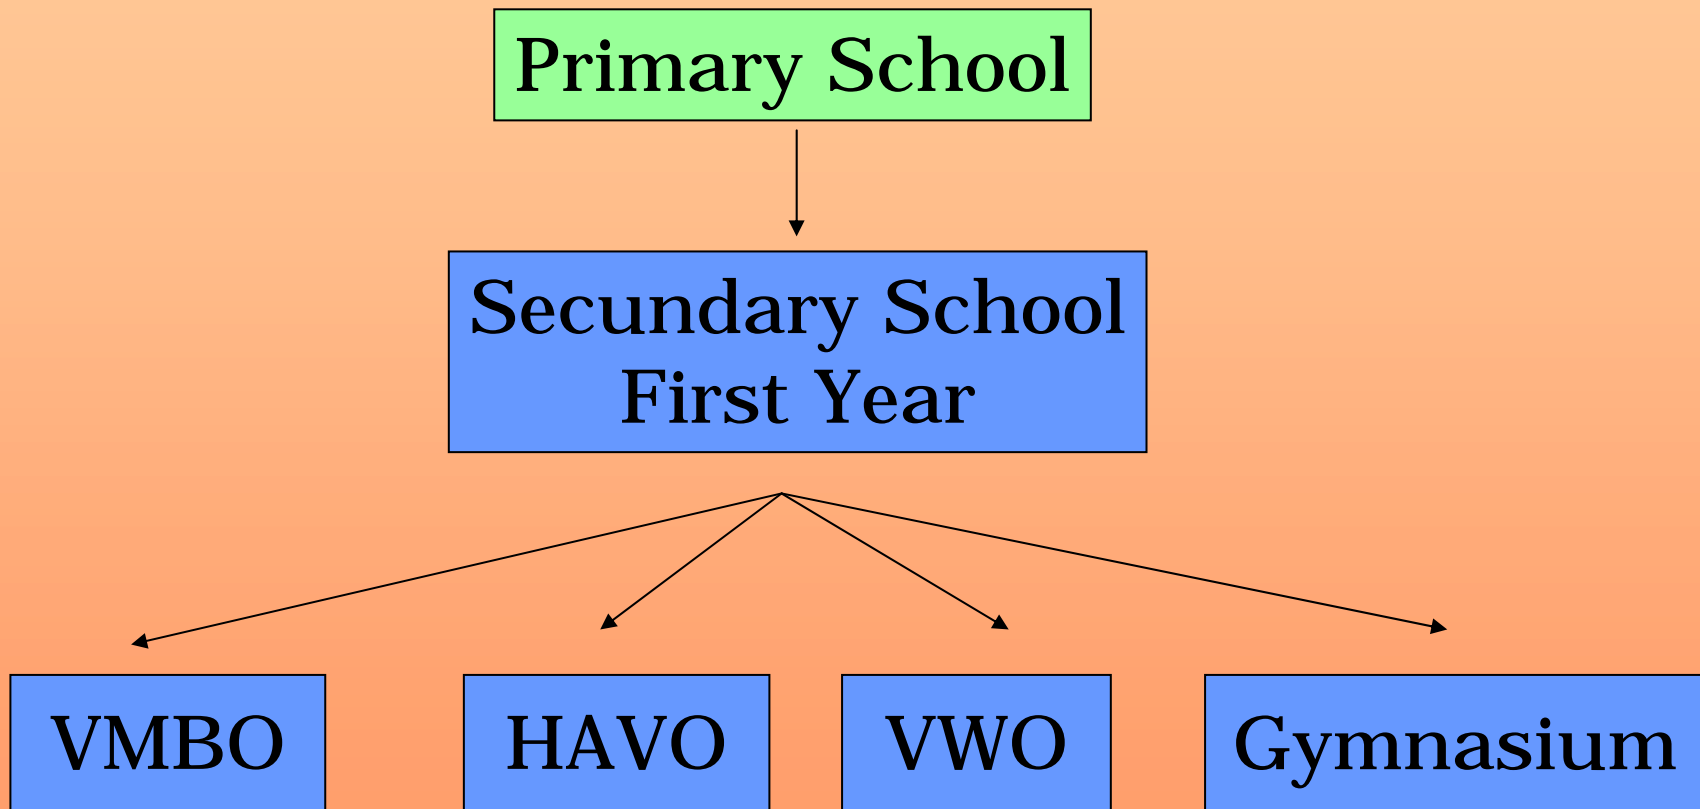 Primary School
Secundary School
First Year
VMBO
HAVO
VWO
Gymnasium